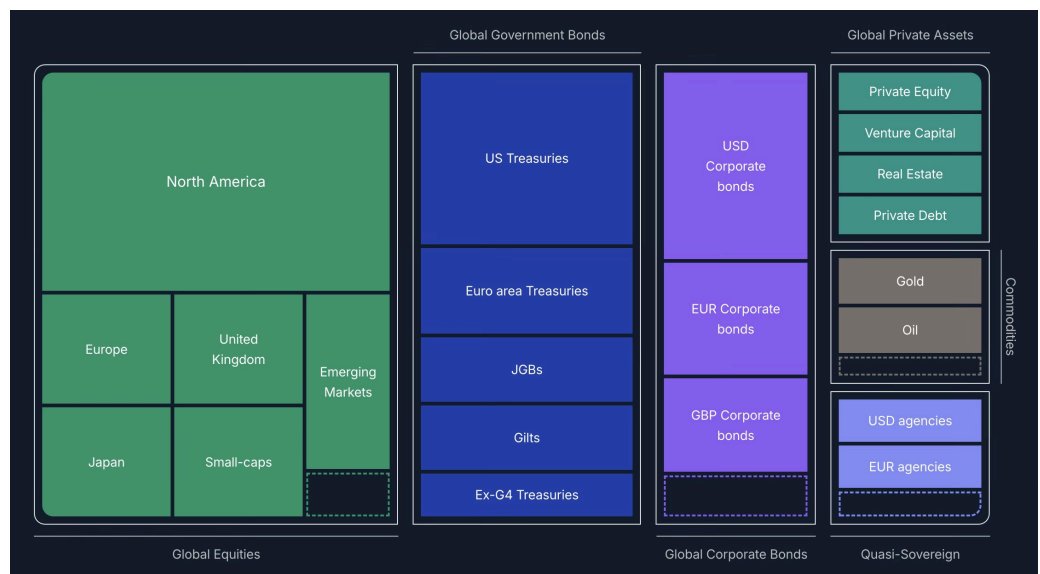 Global Government Bonds
Global Private Assets
North America
Europe
United
Kingdom
Emerging
Markets
Japan
Small-caps
Global Equities
US Treasuries
Euro area Treasuries
JGBs
Gilts
Ex-G4 Treasuries
USD
Corporate
bonds
EUR Corporate
bonds
GBP Corporate
bonds
Global Corporate Bonds
Private Equity
Venture Capital
Real Estate
Private Debt
Gold
Oil
Commodities
USD agencies
EUR agencies
Quasi-Sovereign